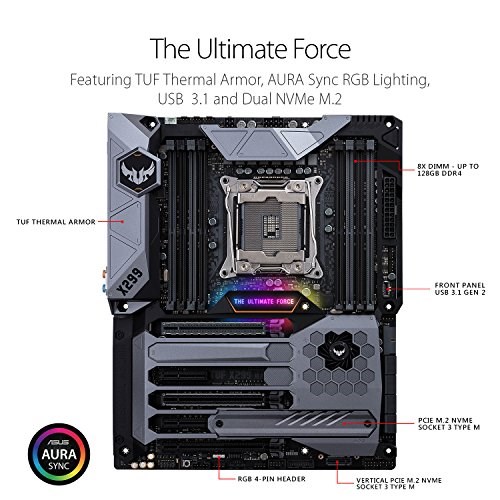 The Ultimate Force
Featuring TUF Thermal Armor, AURA Sync RGB Lighting,
USB 3.1 and Dual NVMe M.2
8X DIMM - UP TO
128GB DDR4
TUF THERMAL ARMOR
X299
FRONT PANEL
USB 3.1 GEN 2
THE ULTIMATE FORCE
PCIE M.2 NVME
SOCKET 3 TYPE M
ASUS
AURA
SYNC
RGB 4-PIN HEADER
VERTICAL PCIE M.2 NVME
SOCKET 3 TYPE M